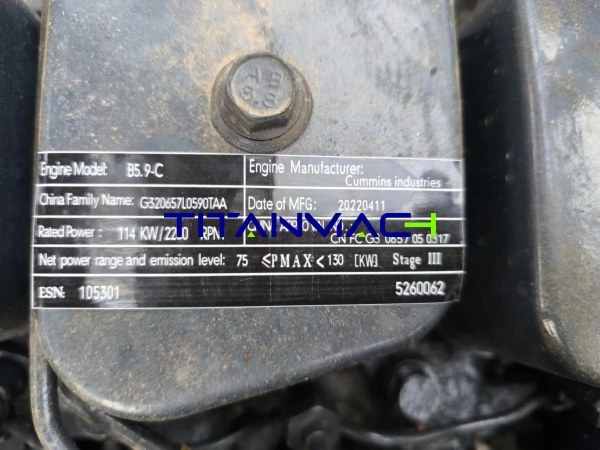 Engine Model: B5.9-C
Engine Manufacturer:
Cummins industries
China Family Name: G320657L0590TAA
Date of MFG: 20220411
TITANMACH
Rated Power: 114 KW/2200 RPN
CN FC G3 0657 05 0317
Net power range and emission level: 75 ≤PMAX<130 [KW] Stage III
ESN: 105301 5260062